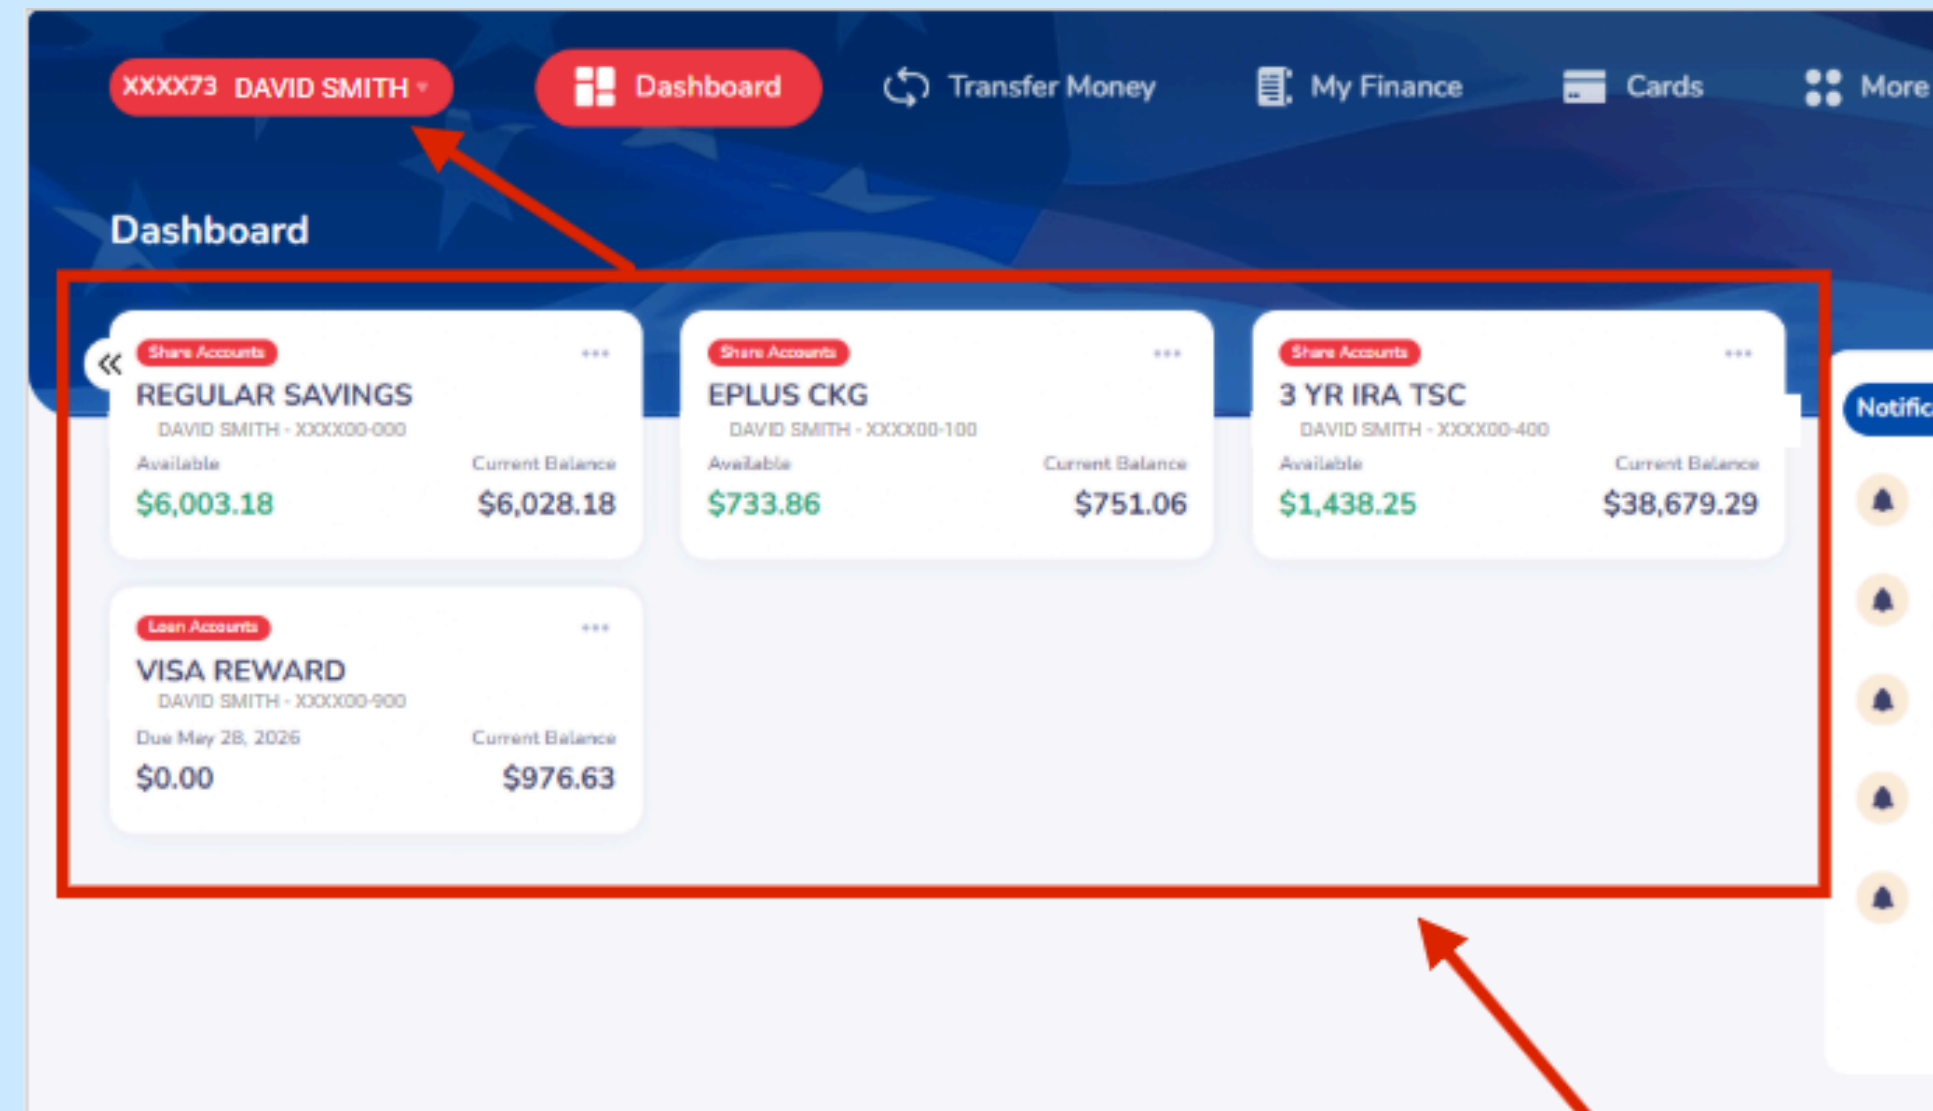 XXXX73 DAVID SMITH
Dashboard
Transfer Money
My Finance
Cards
More
Dashboard
Share Accounts
REGULAR SAVINGS
DAVID SMITH - XXXX00-000
Available Current Balance
$6,003.18 $6,028.18
Share Accounts
EPLUS CKG
DAVID SMITH - XXXX00-100
Available Current Balance
$733.86 $751.06
Share Accounts
3 YR IRA TSC
DAVID SMITH - XXXX00-400
Available Current Balance
$1,438.25 $38,679.29
Loan Accounts
VISA REWARD
DAVID SMITH - XXXX00-900
Due May 28, 2026 Current Balance
$0.00 $976.63
Notific